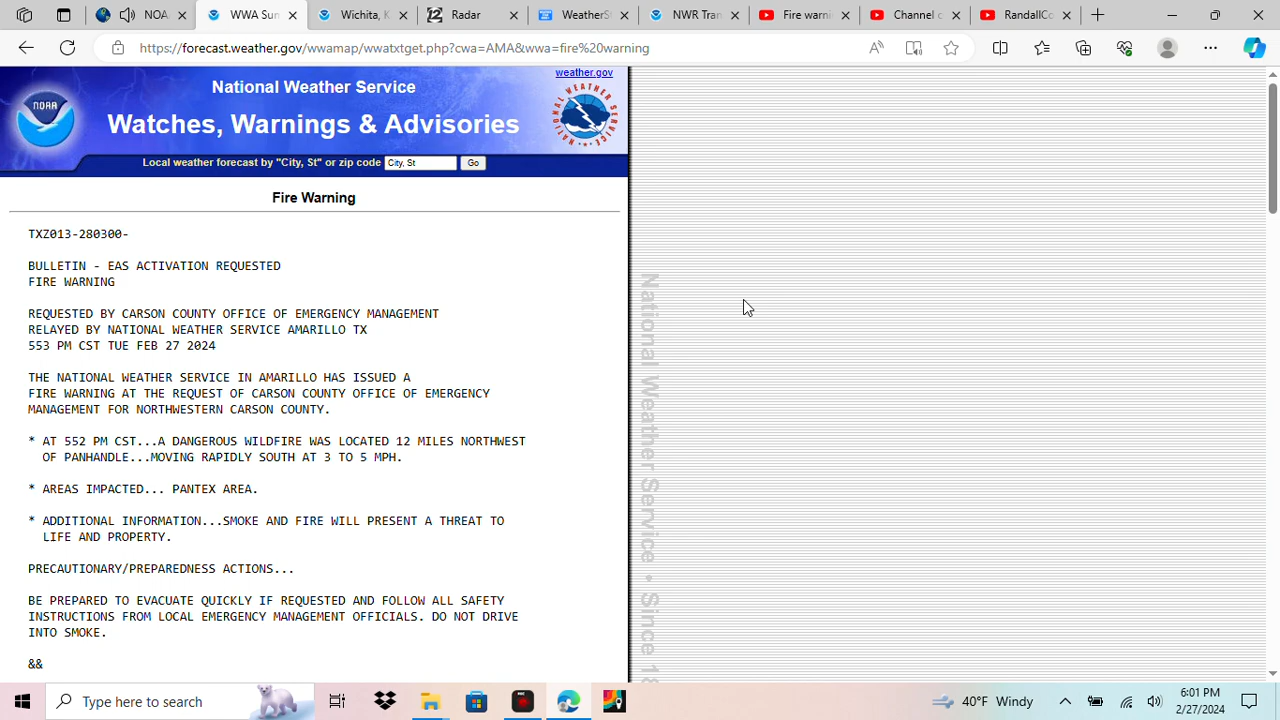 NOA
WWA Sun
Wichita, K
Radar
WeatherSt
NWR Tran
Fire warni
Channel c
RandallCo
https://forecast.weather.gov/wwamap/wwatxtget.php?cwa=AMA&wwa=fire%20warning
weather.gov
NOAA
National Weather Service
Watches, Warnings & Advisories
Local weather forecast by "City, St" or zip code City, St Go
Fire Warning
TXZ013-280300-
BULLETIN - EAS ACTIVATION REQUESTED
FIRE WARNING
REQUESTED BY CARSON COUNTY OFFICE OF EMERGENCY MANAGEMENT
RELAYED BY NATIONAL WEATHER SERVICE AMARILLO TX
553 PM CST TUE FEB 27 2024
THE NATIONAL WEATHER SERVICE IN AMARILLO HAS ISSUED A
FIRE WARNING AT THE REQUEST OF CARSON COUNTY OFFICE OF EMERGENCY
MANAGEMENT FOR NORTHWESTERN CARSON COUNTY.
* AT 552 PM CST...A DANGEROUS WILDFIRE WAS LOCATED 12 MILES NORTHWEST
OF PANHANDLE...MOVING RAPIDLY SOUTH AT 3 TO 5 MPH.
* AREAS IMPACTED... PANTEX AREA.
* ADDITIONAL INFORMATION...SMOKE AND FIRE WILL PRESENT A THREAT TO
LIFE AND PROPERTY.
PRECAUTIONARY/PREPAREDNESS ACTIONS...
BE PREPARED TO EVACUATE QUICKLY IF REQUESTED AND FOLLOW ALL SAFETY
INSTRUCTIONS FROM LOCAL EMERGENCY MANAGEMENT OFFICIALS. DO NOT DRIVE
INTO SMOKE.
&&
National Weather Service • Since 18
Type here to search
40°F Windy
6:01 PM
2/27/2024